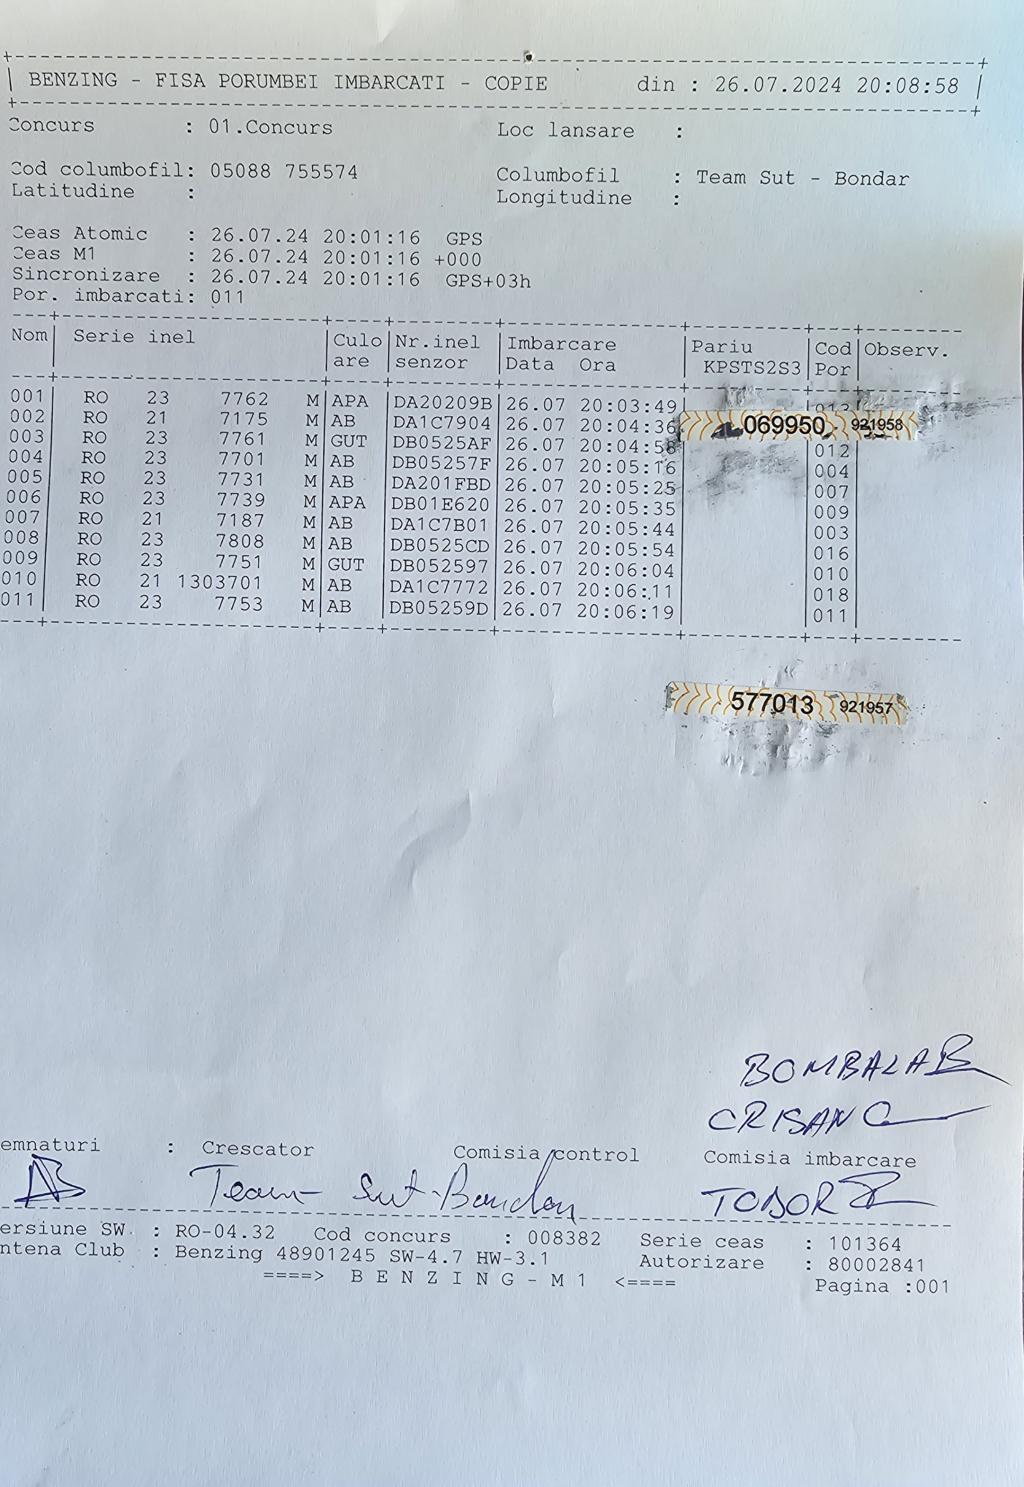 BENZING - FISA PORUMBEI IMBARCATI - COPIE din : 26.07.2024 20:08:58
Concurs : 01.Concurs Loc lansare :
Cod columbofil: 05088 755574 Columbofil : Team Sut - Bondar
Latitudine : Longitudine :
Ceas Atomic : 26.07.24 20:01:16 GPS
Ceas M1 : 26.07.24 20:01:16 +000
Sincronizare : 26.07.24 20:01:16 GPS+03h
Por. imbarcati: 011
Nom Serie inel Culo Nr.inel Imbarcare Pariu Cod Observ.
are senzor Data Ora KPSTS2S3 Por
001 RO 23 7762 M APA DA20209B 26.07 20:03:49
002 RO 21 7175 M AB DA1C7904 26.07 20:04:36 069950 921958
003 RO 23 7761 M GUT DB0525AF 26.07 20:04:58 012
004 RO 23 7701 M AB DB05257F 26.07 20:05:16 004
005 RO 23 7731 M AB DA201FBD 26.07 20:05:25 007
006 RO 23 7739 M APA DB01E620 26.07 20:05:35 009
007 RO 21 7187 M AB DA1C7B01 26.07 20:05:44 003
008 RO 23 7808 M AB DB0525CD 26.07 20:05:54 016
009 RO 23 7751 M GUT DB052597 26.07 20:06:04 010
010 RO 21 1303701 M AB DA1C7772 26.07 20:06:11 018
011 RO 23 7753 M AB DB05259D 26.07 20:06:19 011
577013 921957
BOMBALAB
CRISAN
emnaturi : Crescator Comisia control Comisia imbarcare
Team Sut-Bondar TODOR
ersiune SW. : RO-04.32 Cod concurs : 008382 Serie ceas : 101364
ntena Club : Benzing 48901245 SW-4.7 HW-3.1 Autorizare : 80002841
====> B E N Z I N G - M 1 <==== Pagina :001